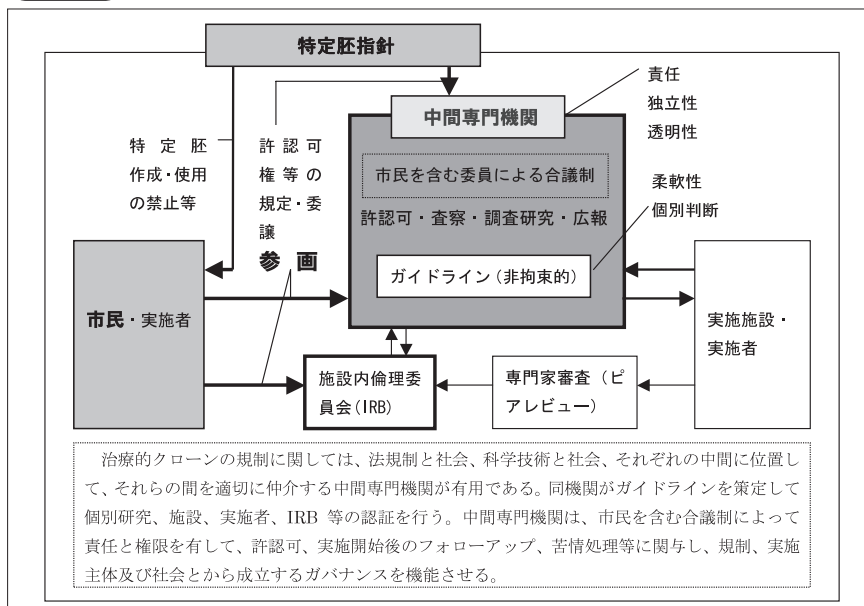 特定胚指針
責任
独立性
透明性
中間専門機関
特定胚
作成・使用
の禁止等
許認可
権等の
規定・委
譲
市民を含む委員による合議制
柔軟性
個別判断
許認可・査察・調査研究・広報
参画
ガイドライン(非拘束的)
市民・実施者
実施施設・
実施者
施設内倫理委
員会(IRB)
専門家審査(ピ
アレビュー)
治療的クローンの規制に関しては、法規制と社会、科学技術と社会、それぞれの中間に位置し
て、それらの間を適切に仲介する中間専門機関が有用である。同機関がガイドラインを策定して
個別研究、施設、実施者、IRB 等の認証を行う。中間専門機関は、市民を含む合議制によって
責任と権限を有して、許認可、実施開始後のフォローアップ、苦情処理等に関与し、規制、実施
主体及び社会とから成立するガバナンスを機能させる。